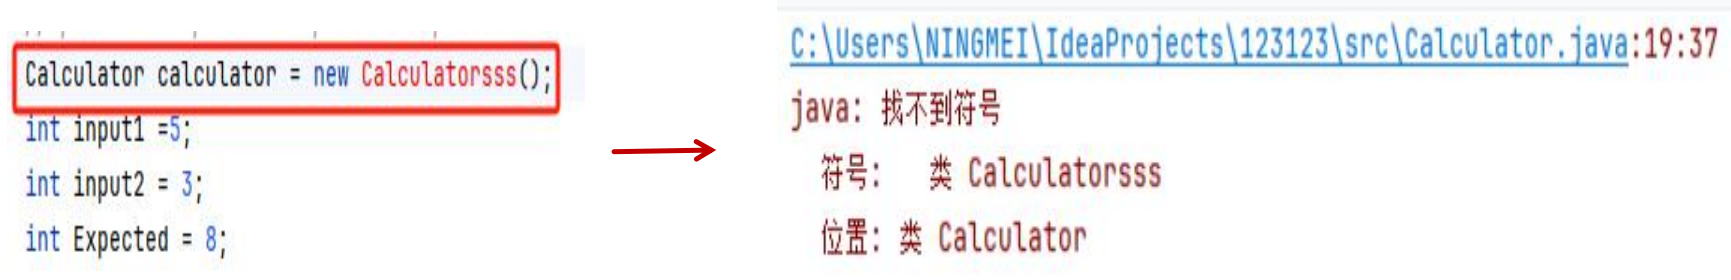 Calculator calculator = new Calculatorsss();
int input1 =5;
int input2 = 3;
int Expected = 8;
C:\Users\NINGMEI\IdeaProjects\123123\src\Calculator.java:19:37
java: 找不到符号
符号: 类 Calculatorsss
位置: 类 Calculator